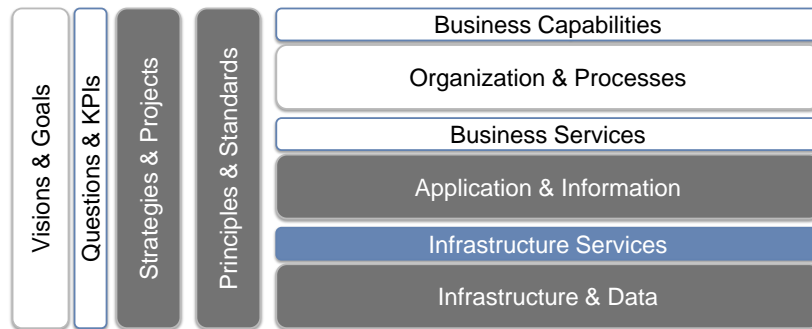 Visions & Goals
Questions & KPIs
Strategies & Projects
Principles & Standards
Business Capabilities
Organization & Processes
Business Services
Application & Information
Infrastructure Services
Infrastructure & Data